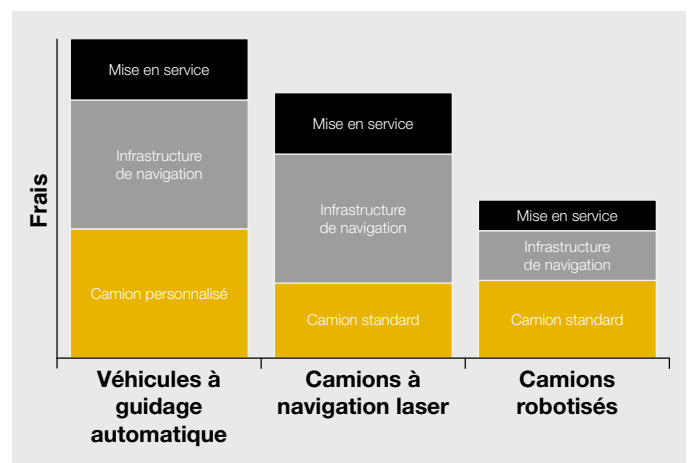 Frais
Mise en service
Infrastructure
de navigation
Camion personnalisé
Mise en service
Infrastructure
de navigation
Camion standard
Mise en service
Infrastructure
de navigation
Camion standard
Véhicules à
guidage
automatique
Camions à
navigation laser
Camions
robotisés